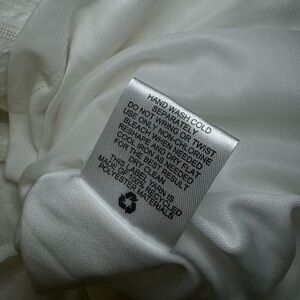 HAND WASH COLD
SEPARATELY
DO NOT WRING OR TWIST
USE ONLY NON CHLORINE
BLEACH WHEN NEEDED
RESHAPE AND DRY FLAT
COOL IRON AS NEEDED
FOR THE BEST RESULT
DRY CLEAN
THIS LABEL YARN IS
MADE OF 100% RECYCLED
POLYESTER MATERIALS